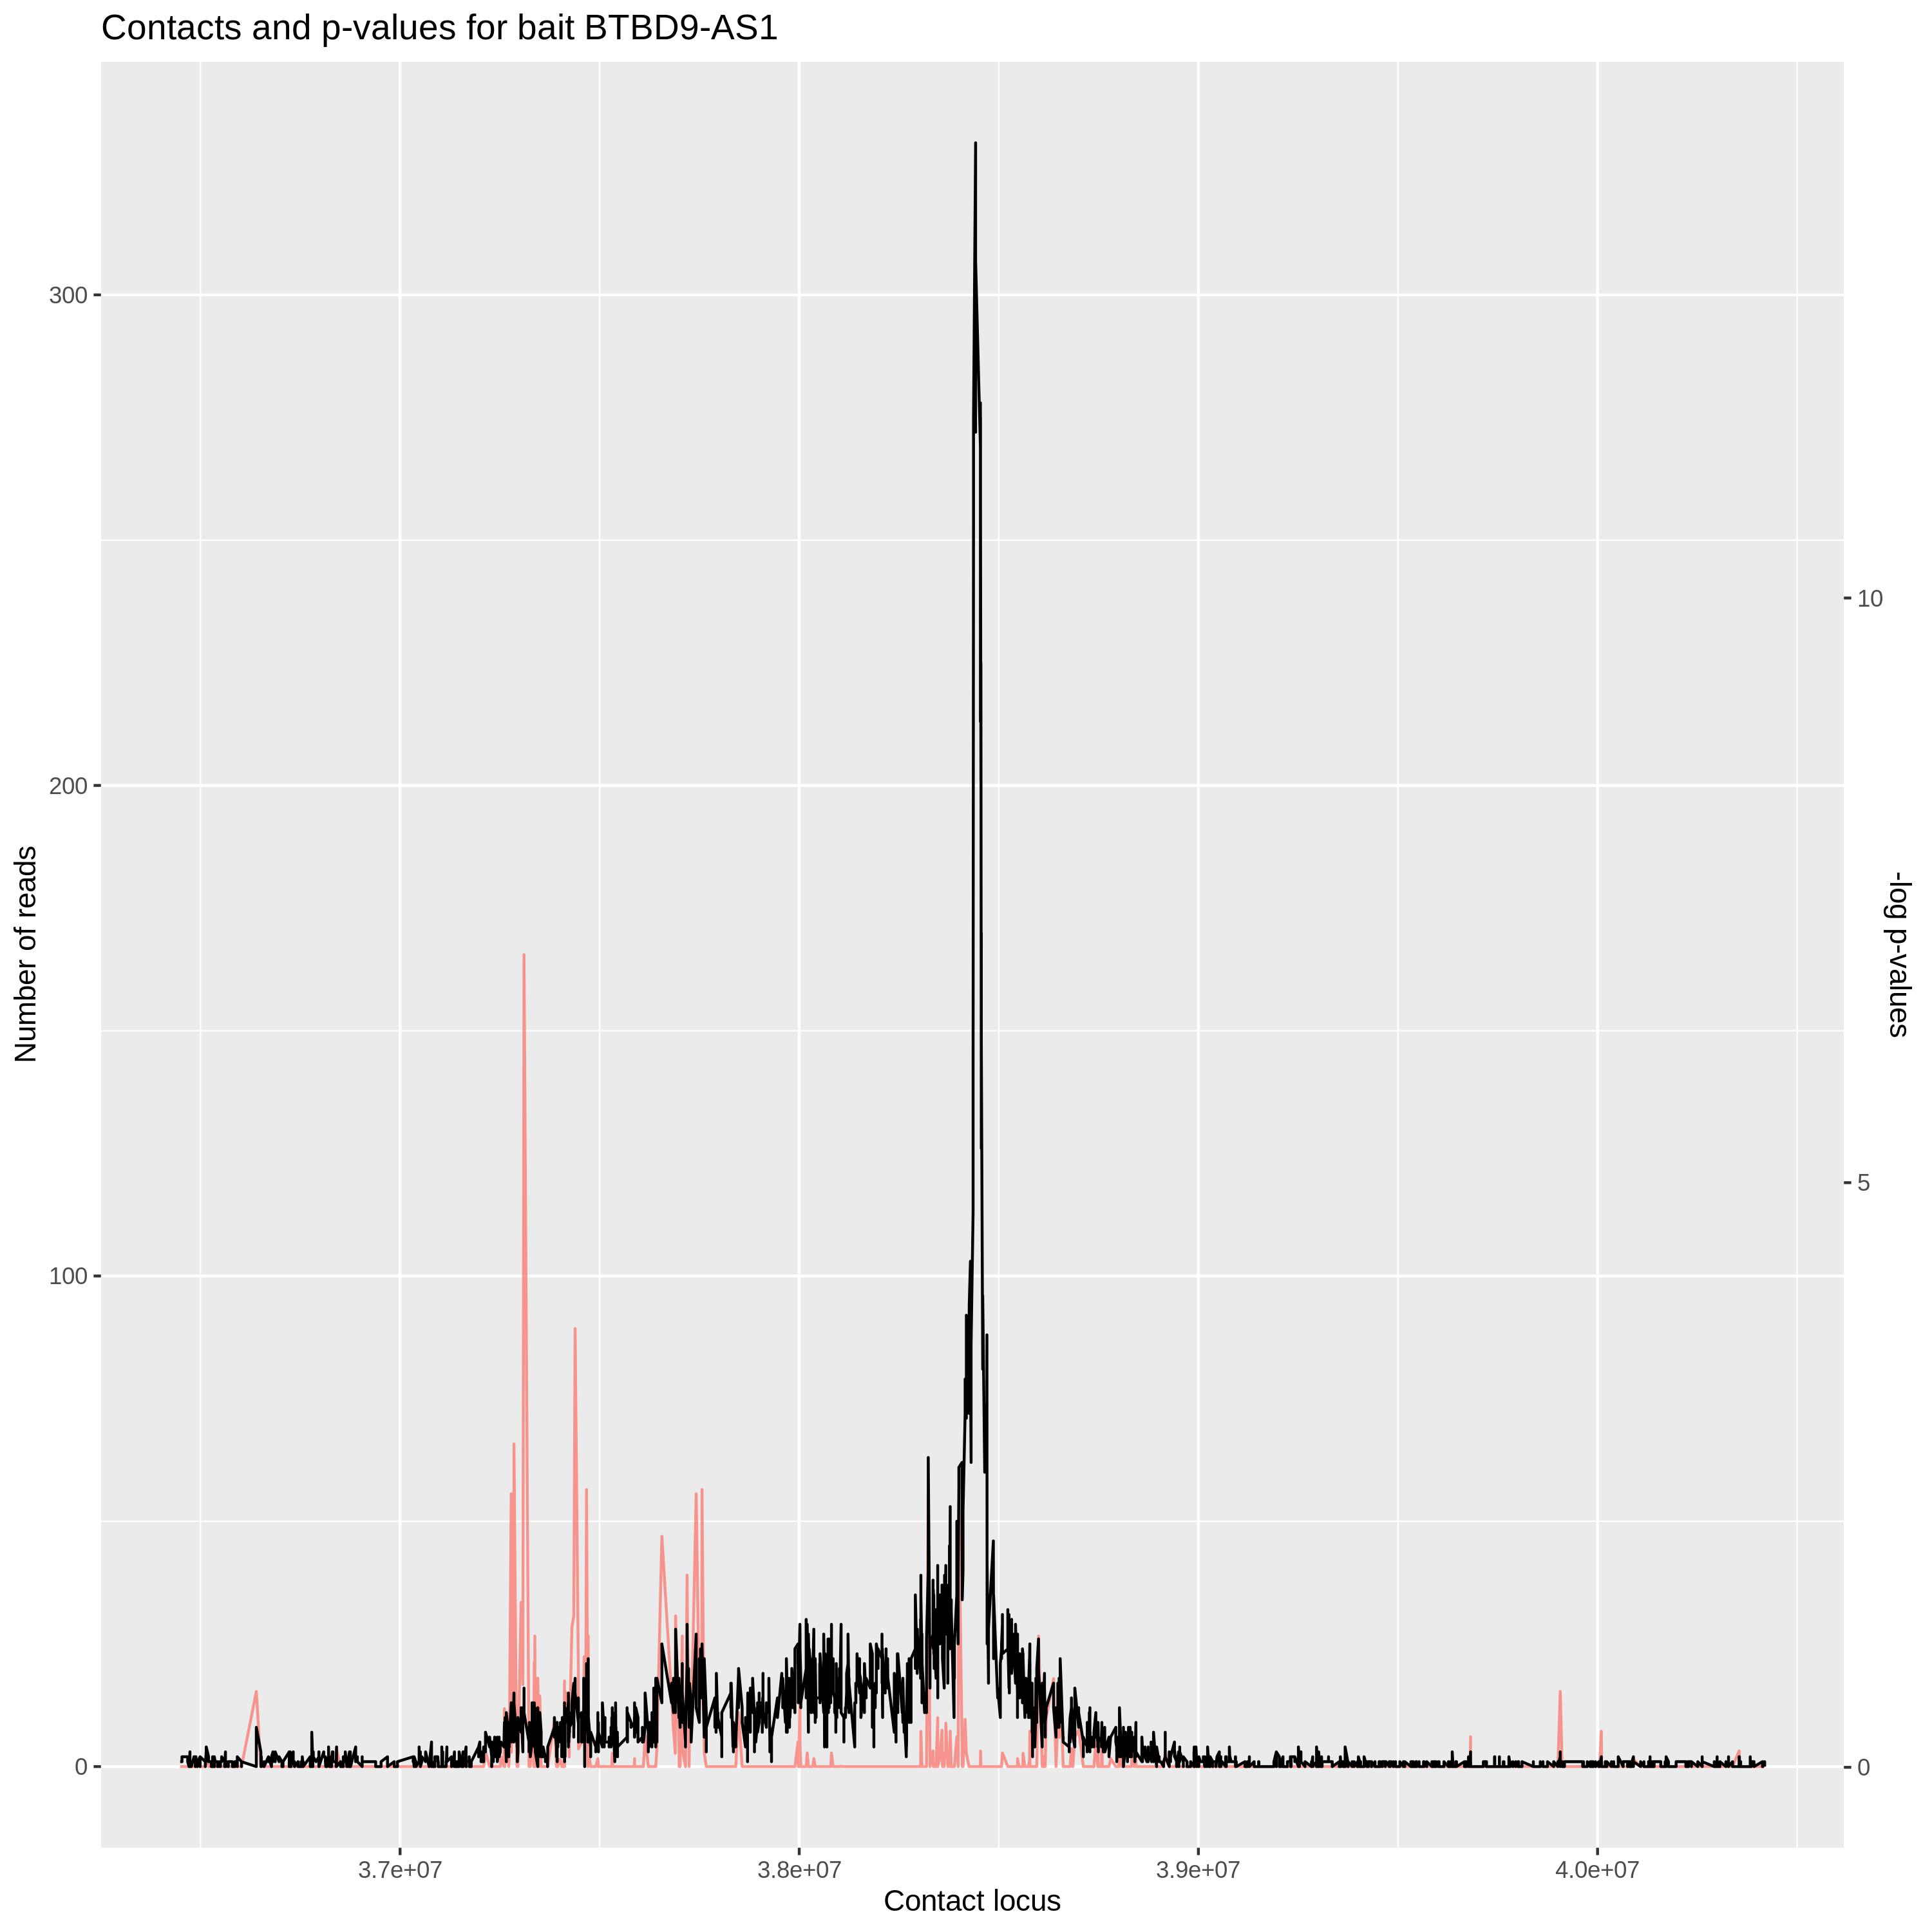 Contacts and p-values for bait BTBD9-AS1
300
200
100
0
Number of reads
10
5
0
-log p-values
3.7e+07
3.8e+07
3.9e+07
4.0e+07
Contact locus